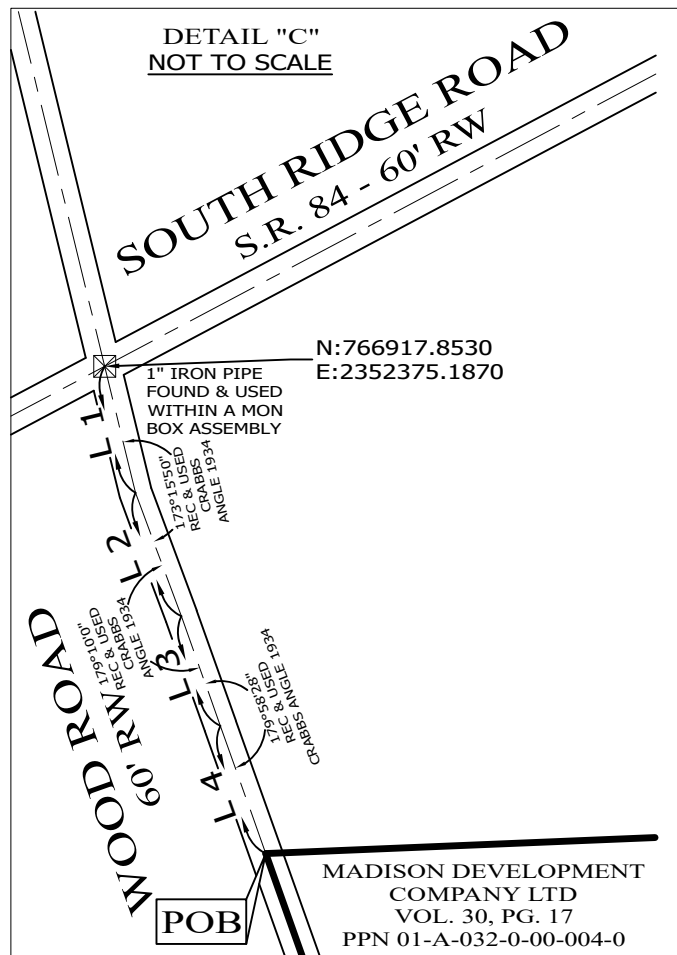 DETAIL "C"
NOT TO SCALE
SOUTH RIDGE ROAD
S.R. 84 - 60' RW
N:766917.8530
E:2352375.1870
1" IRON PIPE
FOUND & USED
WITHIN A MON
BOX ASSEMBLY
L 1
173°15'50"
REC & USED
CRABBS
ANGLE 1934
L 2
179°10'0"
REC & USED
CRABBS
ANGLE 1934
L 3
179°58'28"
REC & USED
CRABBS ANGLE 1934
L 4
WOOD ROAD
60' RW
POB
MADISON DEVELOPMENT
COMPANY LTD
VOL. 30, PG. 17
PPN 01-A-032-0-00-004-0